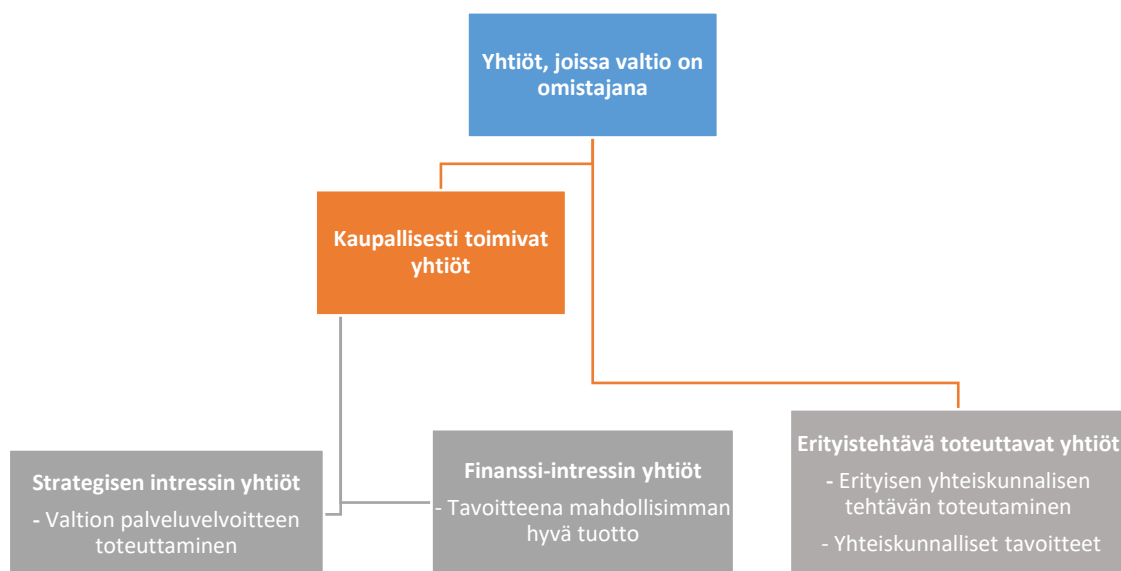 Yhtiöt, joissa valtio on
omistajana
Kaupallisesti toimivat
yhtiöt
Strategisen intressin yhtiöt
- Valtion palveluvelvoitteen
toteuttaminen
Finanssi-intressin yhtiöt
- Tavoitteena mahdollisimman
hyvä tuotto
Erityistehtävä toteuttavat yhtiöt
- Erityisen yhteiskunnalisen
tehtävän toteutaminen
- Yhteiskunnalliset tavoitteet